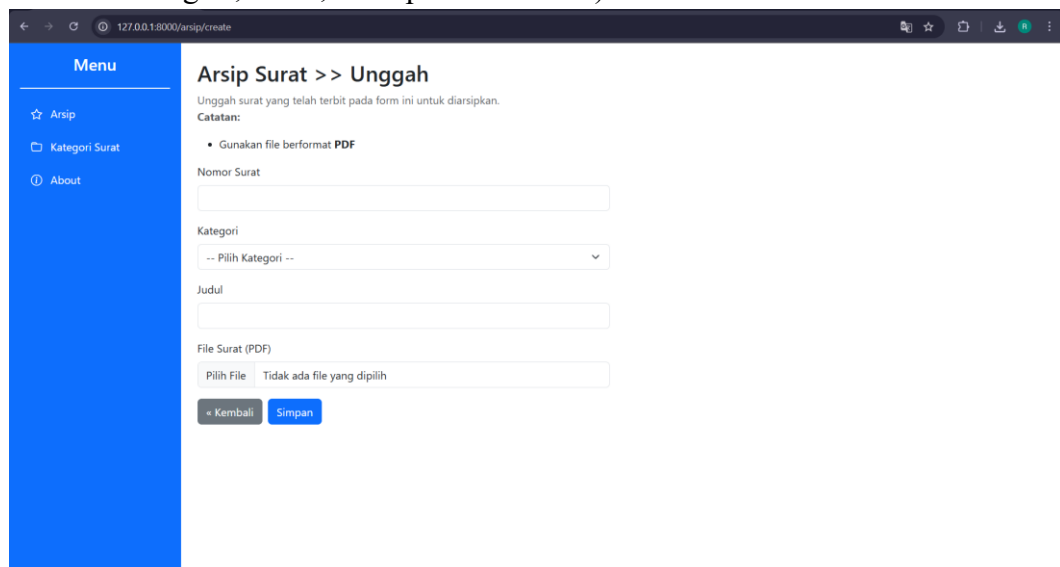 127.0.0.1:8000/arsip/create
R
Menu
Arsip
Kategori Surat
About
Arsip Surat >> Unggah
Unggah surat yang telah terbit pada form ini untuk diarsipkan.
Catatan:
• Gunakan file berformat PDF
Nomor Surat
Kategori
-- Pilih Kategori --
Judul
File Surat (PDF)
Pilih File Tidak ada file yang dipilih
« Kembali Simpan